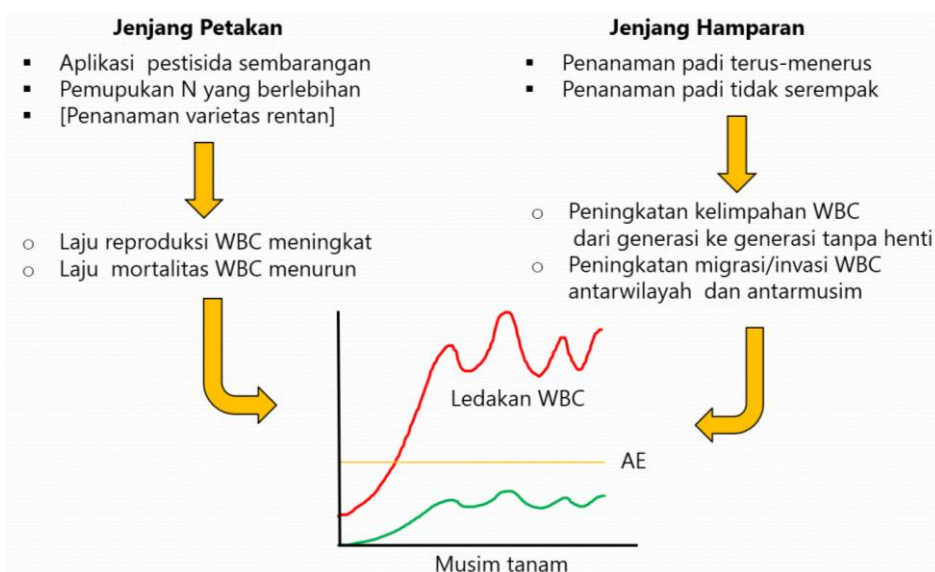 Jenjang Petakan
▪ Aplikasi pestisida sembarangan
▪ Pemupukan N yang berlebihan
▪ [Penanaman varietas rentan]
○ Laju reproduksi WBC meningkat
○ Laju mortalitas WBC menurun
Jenjang Hamparan
▪ Penanaman padi terus-menerus
▪ Penanaman padi tidak serempak
○ Peningkatan kelimpahan WBC
dari generasi ke generasi tanpa henti
○ Peningkatan migrasi/invasi WBC
antarwilayah dan antarmusim
Ledakan WBC
AE
Musim tanam